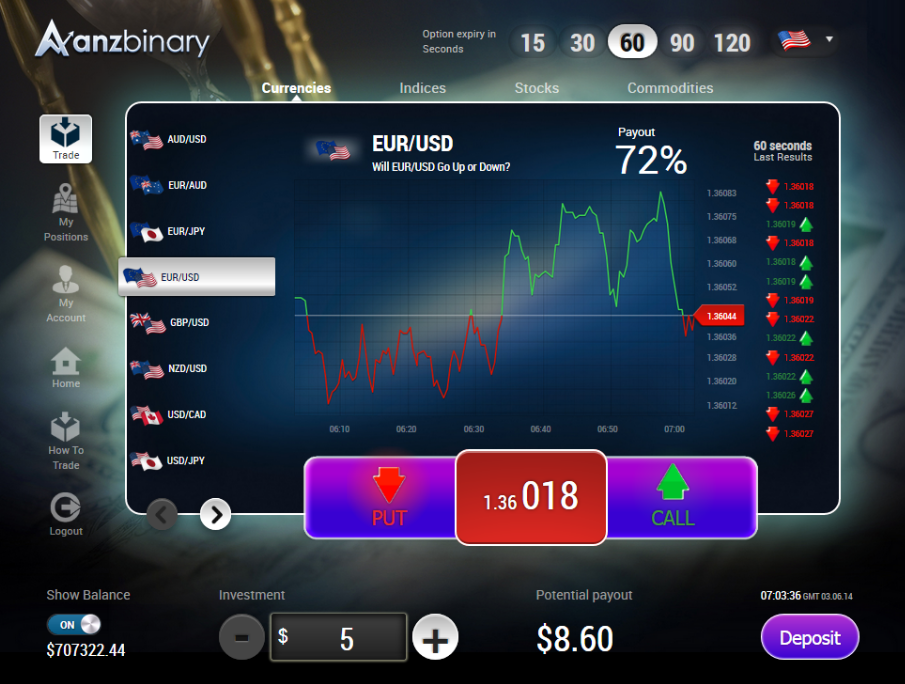 anzbinary
Option expiry in
Seconds
15 30 60 90 120
Currencies Indices Stocks Commodities
Trade
My
Positions
My
Account
Home
How To
Trade
Logout
AUD/USD
EUR/AUD
EUR/JPY
EUR/USD
GBP/USD
NZD/USD
USD/CAD
USD/JPY
EUR/USD
Will EUR/USD Go Up or Down?
Payout
72%
1.36083
1.36075
1.36068
1.36060
1.36052
1.36044
1.36036
1.36028
1.36020
1.36012
06:10 06:20 06:30 06:40 06:50 07:00
60 seconds
Last Results
1.36018
1.36018
1.36019
1.36018
1.36018
1.36019
1.36019
1.36022
1.36022
1.36022
1.36022
1.36026
1.36027
1.36027
PUT
1.36 018
CALL
Show Balance
ON
$707322.44
Investment
- $ 5 +
Potential payout
$8.60
07:03:36 GMT 03.06.14
Deposit